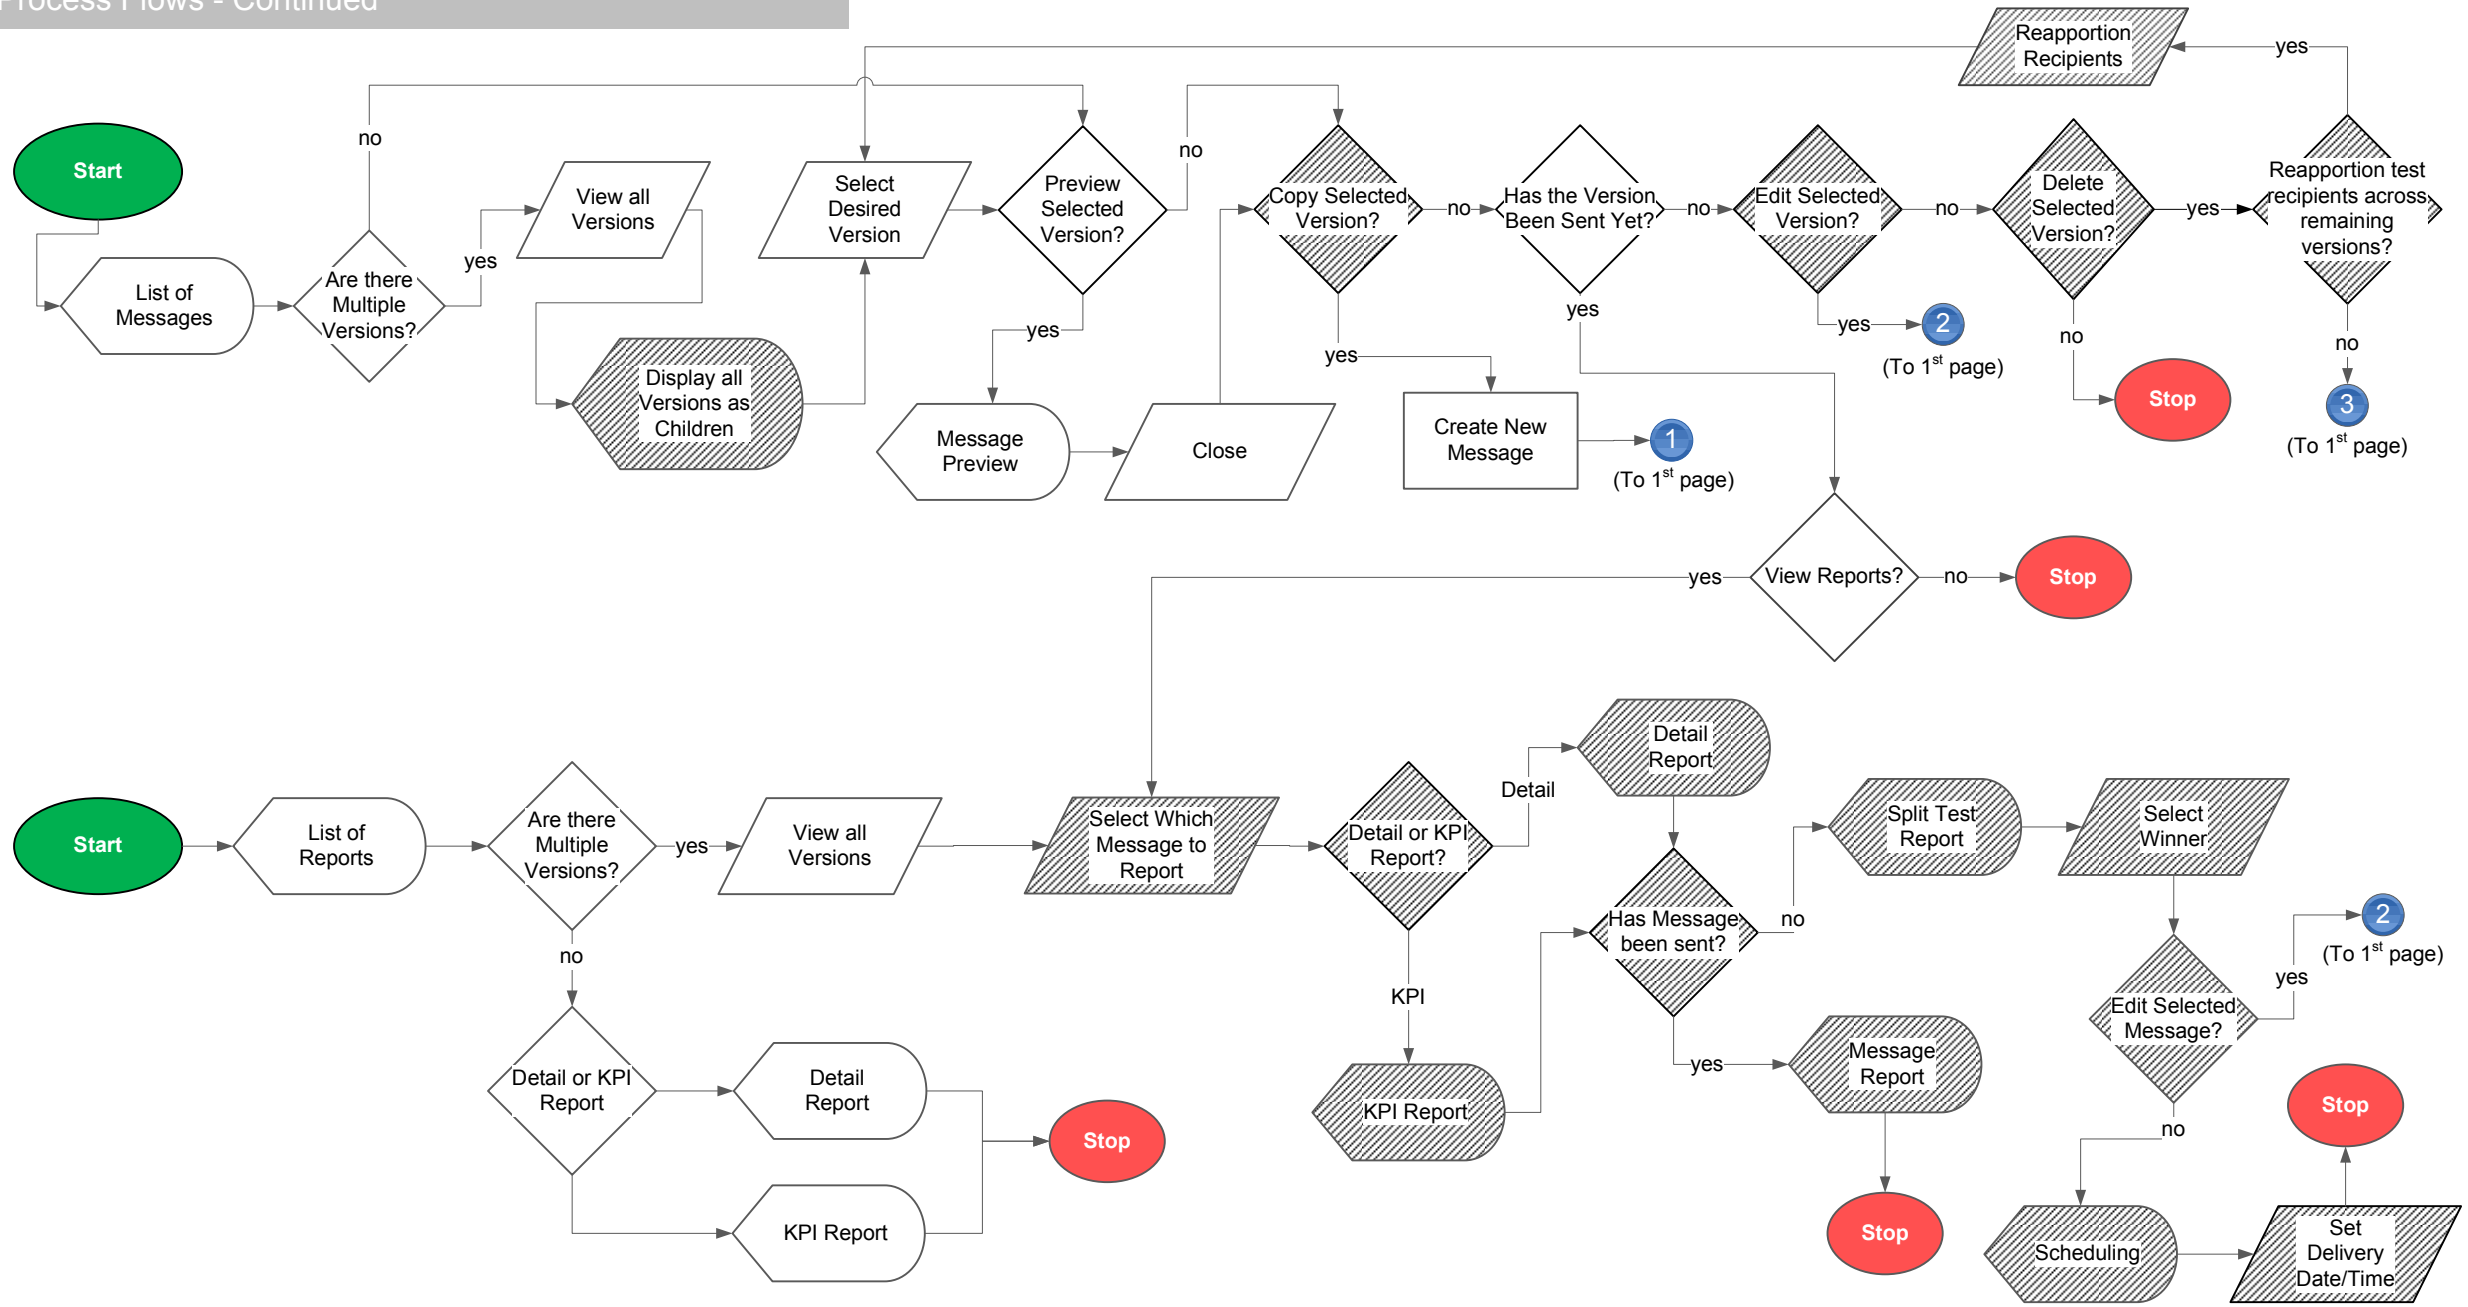 Process Flows - Continued
Reapportion
Recipients
yes
no
Start
View all
Versions
Select
Desired
Version
Preview
Selected
Version?
no
Copy Selected
Version?
no
Has the Version
Been Sent Yet?
no
Edit Selected
Version?
no
Delete
Selected
Version?
yes
Reapportion test
recipients across
remaining
versions?
List of
Messages
Are there
Multiple
Versions?
yes
yes
yes
yes
yes
2
(To 1st page)
no
Stop
no
3
(To 1st page)
Display all
Versions as
Children
Message
Preview
Close
Create New
Message
1
(To 1st page)
yes
View Reports?
no
Stop
Start
List of
Reports
Are there
Multiple
Versions?
yes
View all
Versions
Select Which
Message to
Report
Detail or KPI
Report?
Detail
Detail
Report
Has Message
been sent?
no
Split Test
Report
Select
Winner
2
(To 1st page)
yes
Edit Selected
Message?
no
no
Detail or KPI
Report
Detail
Report
KPI Report
Stop
KPI
KPI Report
yes
Message
Report
Stop
Stop
Scheduling
Set
Delivery
Date/Time